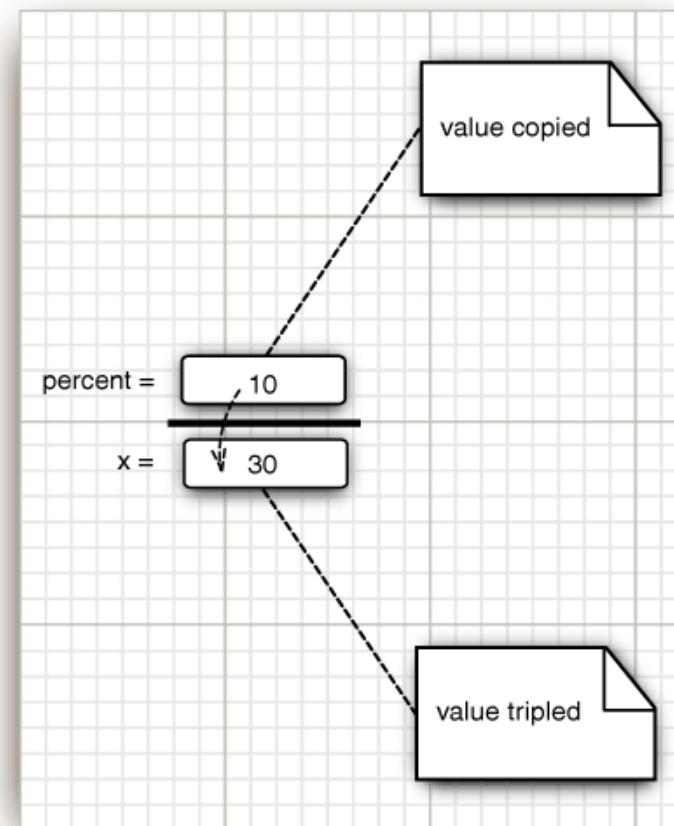 value copied
percent = 10
x = 30
value tripled